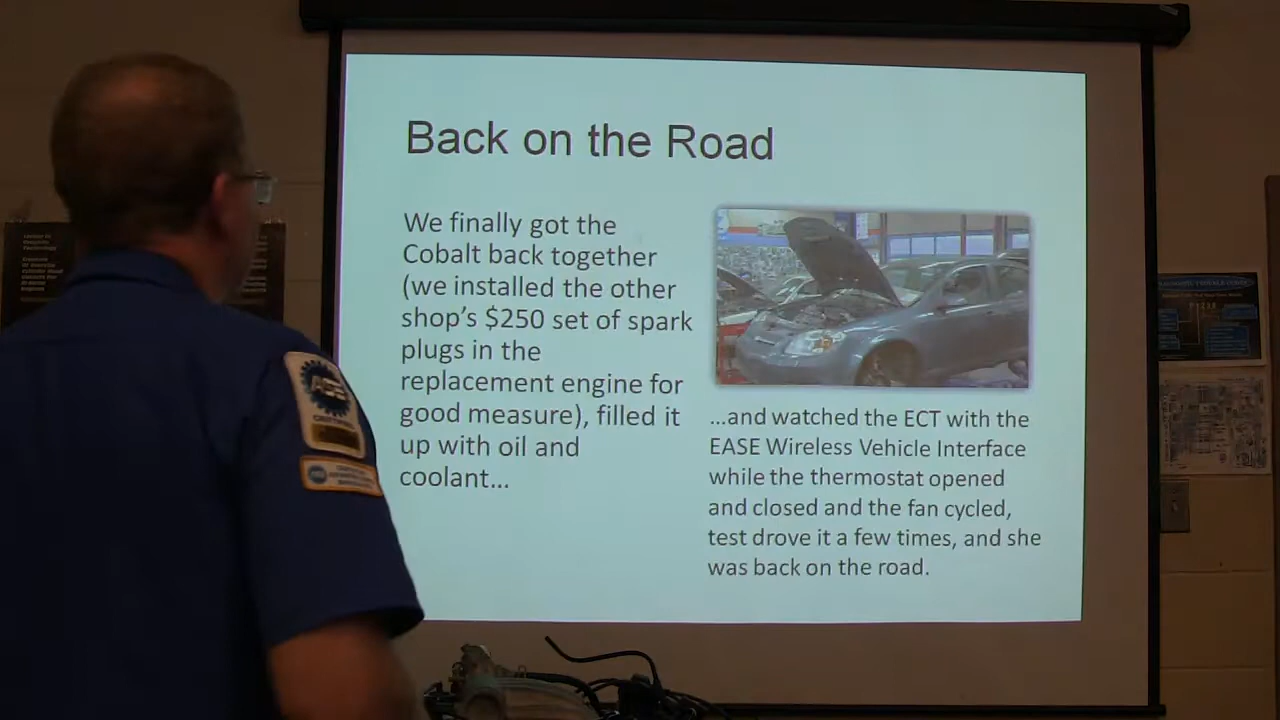 Back on the Road
We finally got the
Cobalt back together
(we installed the other
shop's $250 set of spark
plugs in the
replacement engine for
good measure), filled it
up with oil and
coolant...
...and watched the ECT with the
EASE Wireless Vehicle Interface
while the thermostat opened
and closed and the fan cycled,
test drove it a few times, and she
was back on the road.